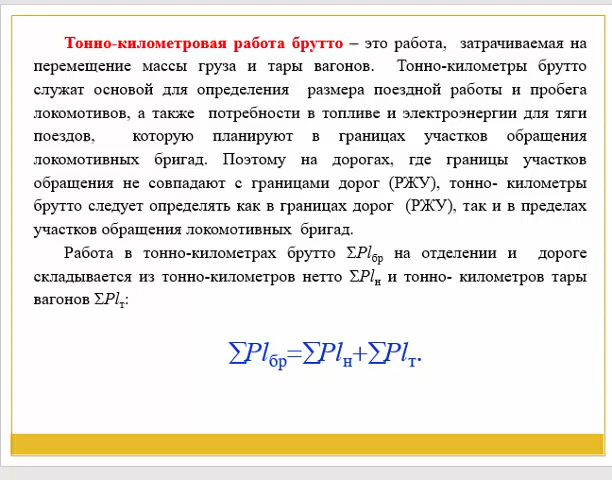 Тонно-километровая работа брутто – это работа, затрачиваемая на
перемещение массы груза и тары вагонов. Тонно-километры брутто
служат основой для определения размера поездной работы и пробега
локомотивов, а также потребности в топливе и электроэнергии для тяги
поездов, которую планируют в границах участков обращения
локомотивных бригад. Поэтому на дорогах, где границы участков
обращения не совпадают с границами дорог (РЖУ), тонно- километры
брутто следует определять как в границах дорог (РЖУ), так и в пределах
участков обращения локомотивных бригад.
Работа в тонно-километрах брутто ΣPlбр на отделении и дороге
складывается из тонно-километров нетто ΣPlн и тонно- километров тары
вагонов ΣPlт:
∑Plбр=∑Plн+∑Plт.